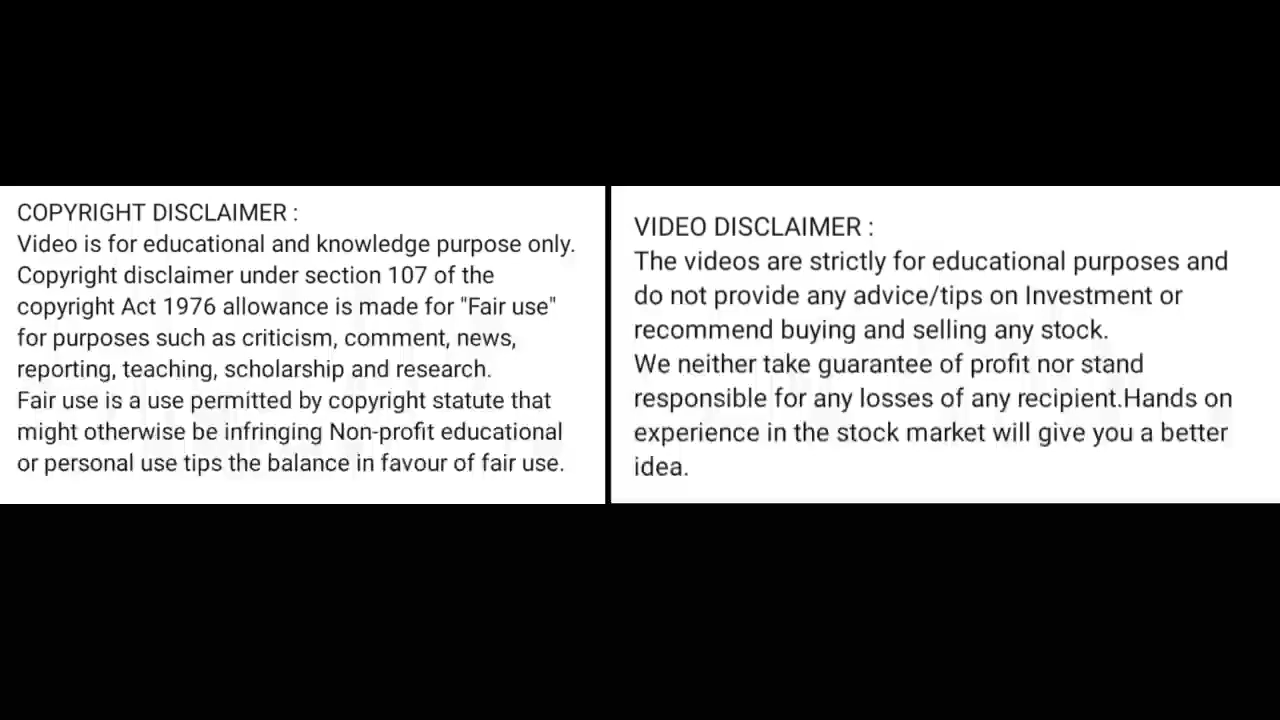 COPYRIGHT DISCLAIMER :
Video is for educational and knowledge purpose only.
Copyright disclaimer under section 107 of the
copyright Act 1976 allowance is made for "Fair use"
for purposes such as criticism, comment, news,
reporting, teaching, scholarship and research.
Fair use is a use permitted by copyright statute that
might otherwise be infringing Non-profit educational
or personal use tips the balance in favour of fair use.
VIDEO DISCLAIMER :
The videos are strictly for educational purposes and
do not provide any advice/tips on Investment or
recommend buying and selling any stock.
We neither take guarantee of profit nor stand
responsible for any losses of any recipient.Hands on
experience in the stock market will give you a better
idea.